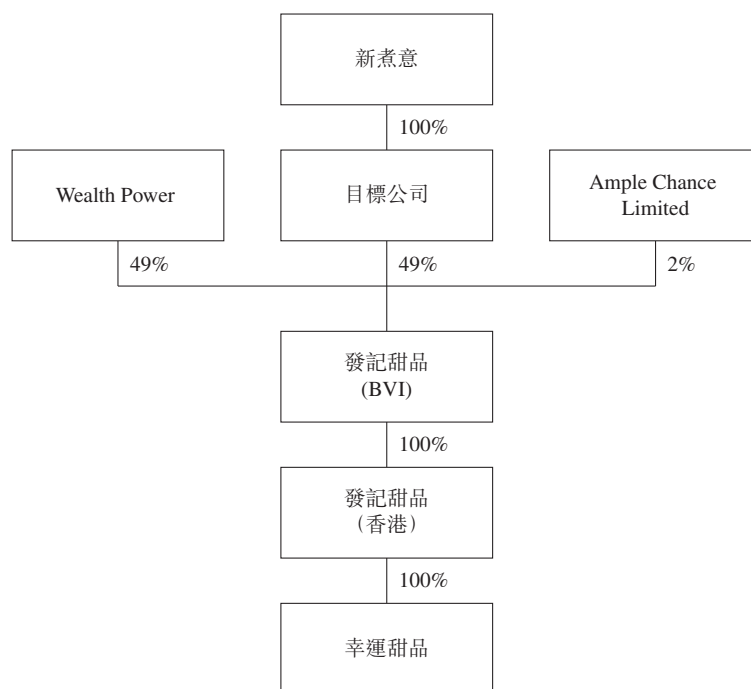 新煮意
100%
Wealth Power
目標公司
Ample Chance
Limited
49%
49%
2%
發記甜品
(BVI)
100%
發記甜品
（香港）
100%
幸運甜品